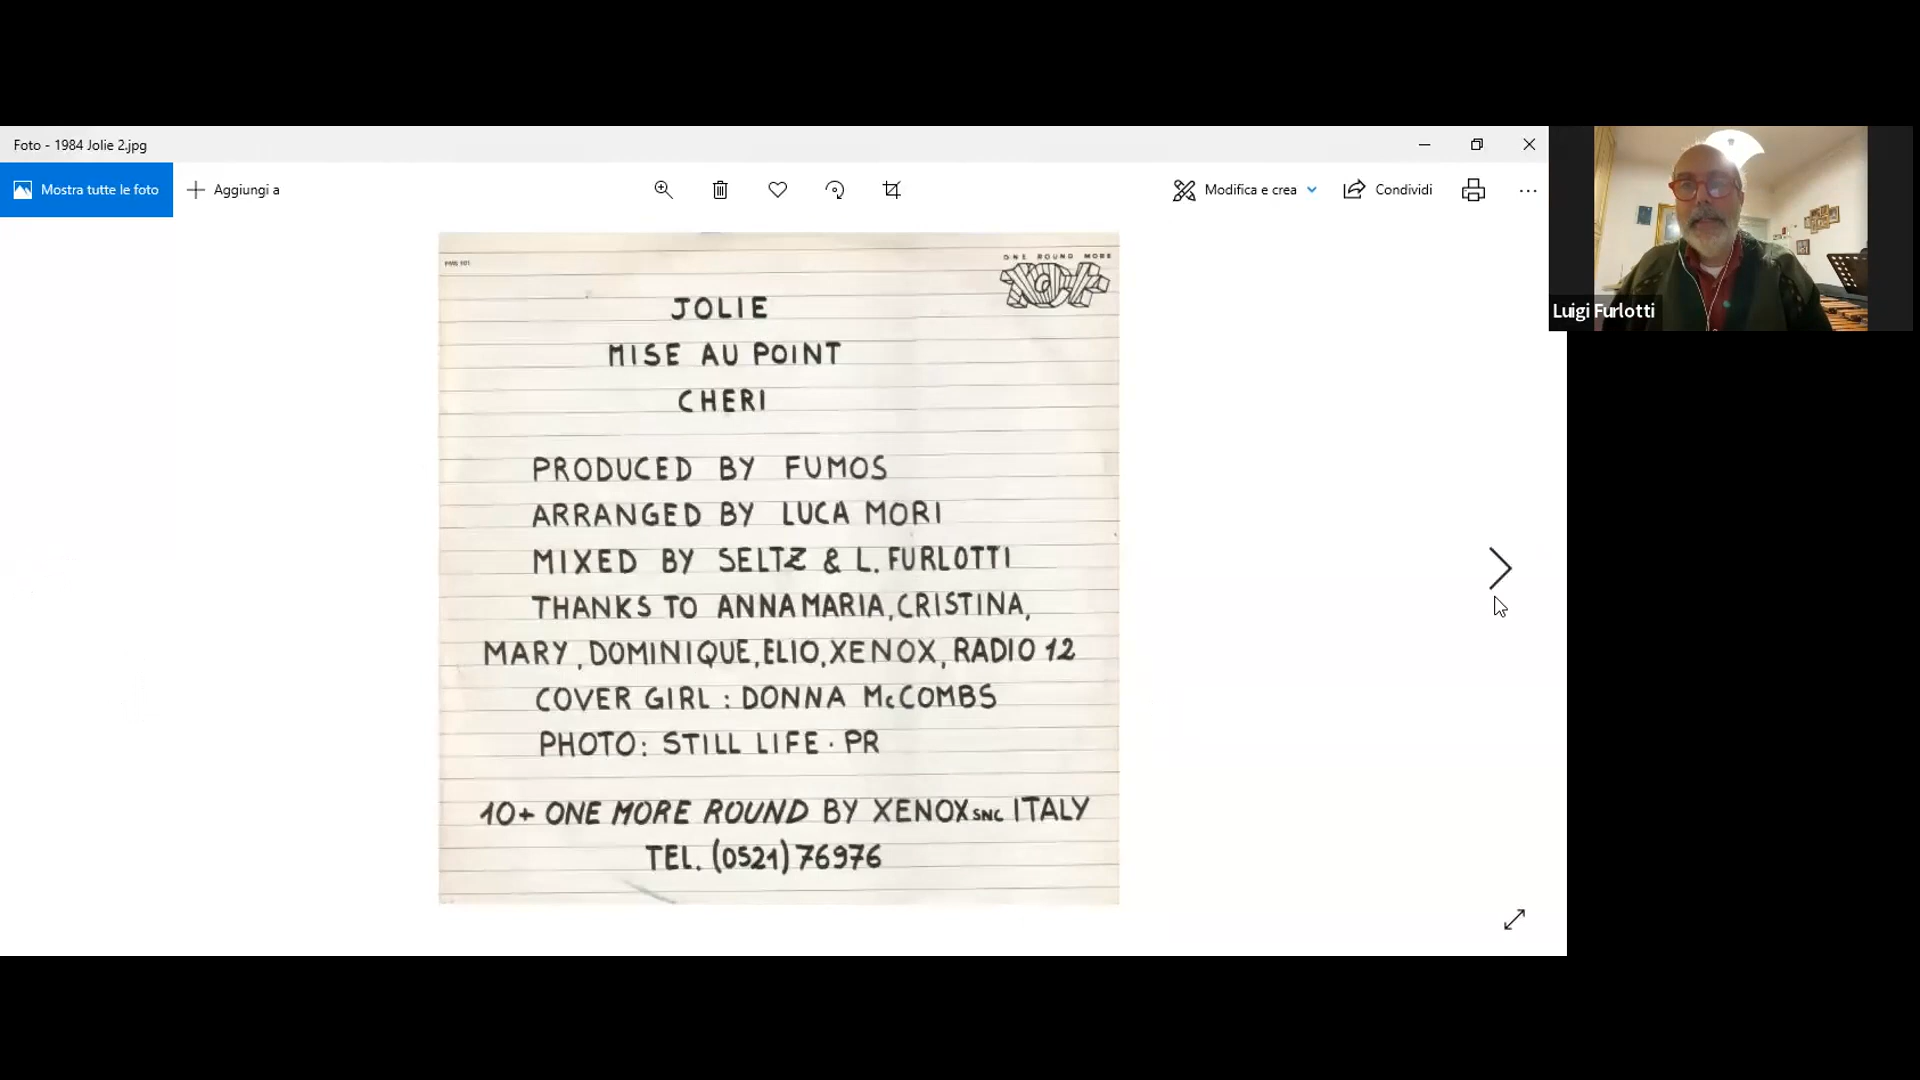 Foto - 1984 Jolie 2.jpg
Mostra tutte le foto
Aggiungi a
Modifica e crea
Condividi
Luigi Furlotti
ONE ROUND MORE
JOLIE
MISE AU POINT
CHERI
PRODUCED BY FUMOS
ARRANGED BY LUCA MORI
MIXED BY SELTZ & L. FURLOTTI
THANKS TO ANNAMARIA, CRISTINA,
MARY, DOMINIQUE, ELIO, XENOX, RADIO 12
COVER GIRL : DONNA McCOMBS
PHOTO: STILL LIFE · PR
10+ ONE MORE ROUND BY XENOX SNC ITALY
TEL. (0521) 76976